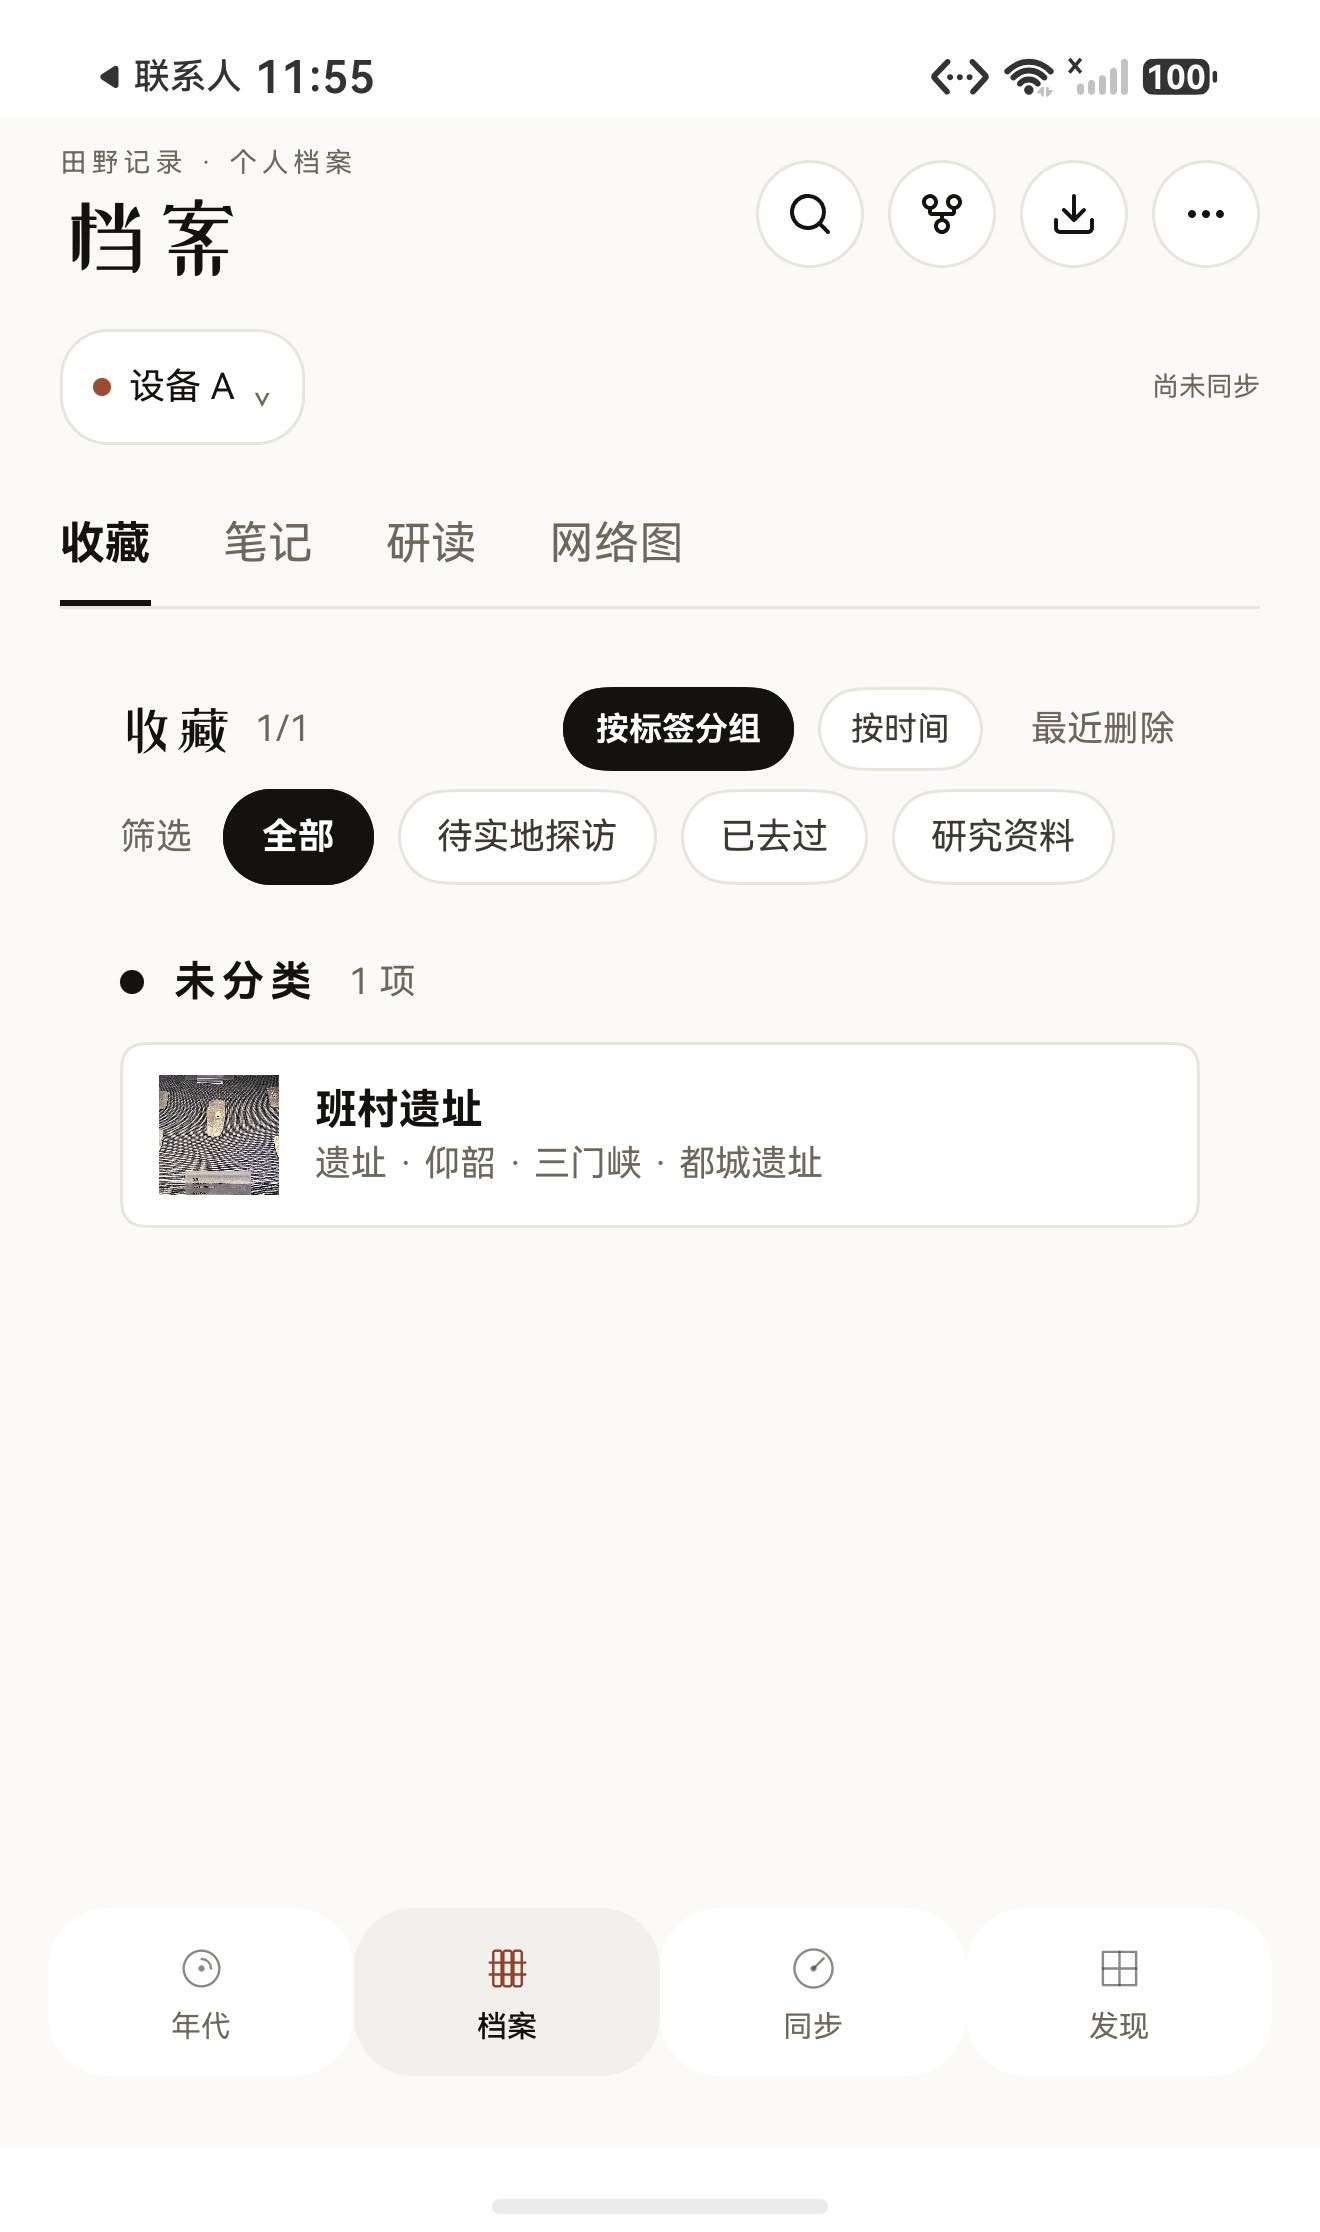 联系人 11:55 100
田野记录 · 个人档案
档案
设备 A
尚未同步
收藏 笔记 研读 网络图
收藏 1/1 按标签分组 按时间 最近删除
筛选 全部 待实地探访 已去过 研究资料
未分类 1 项
班村遗址
遗址 · 仰韶 · 三门峡 · 都城遗址
年代 档案 同步 发现